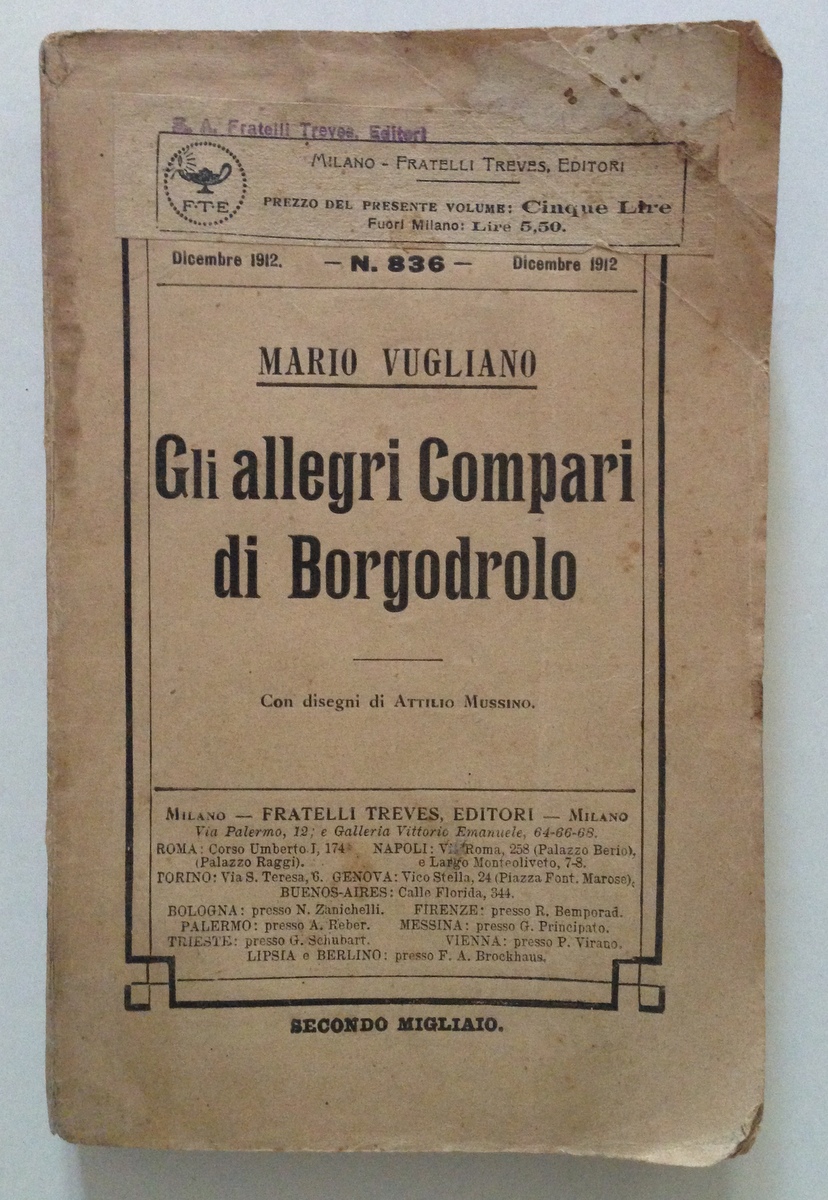 S. A. Fratelli Treves, Editori
MILANO - FRATELLI TREVES, EDITORI
F·T·E
PREZZO DEL PRESENTE VOLUME: Cinque Lire
Fuori Milano: Lire 5,50.
Dicembre 1912. — N. 836 — Dicembre 1912
MARIO VUGLIANO
Gli allegri Compari
di Borgodrolo
Con disegni di ATTILIO MUSSINO.
MILANO — FRATELLI TREVES, EDITORI — MILANO
Via Palermo, 12; e Galleria Vittorio Emanuele, 64-66-68.
ROMA: Corso Umberto I, 174 NAPOLI: Roma, 258 (Palazzo Berio),
(Palazzo Raggi). e Largo Monteoliveto, 7-8.
TORINO: Via S. Teresa, 6. GENOVA: Vico Stella, 24 (Piazza Font. Marose).
BUENOS-AIRES: Calle Florida, 344.
BOLOGNA: presso N. Zanichelli. FIRENZE: presso R. Bemporad.
PALERMO: presso A. Reber. MESSINA: presso G. Principato.
TRIESTE: presso G. Schubart. VIENNA: presso P. Virano.
LIPSIA e BERLINO: presso F. A. Brockhaus.
SECONDO MIGLIAIO.